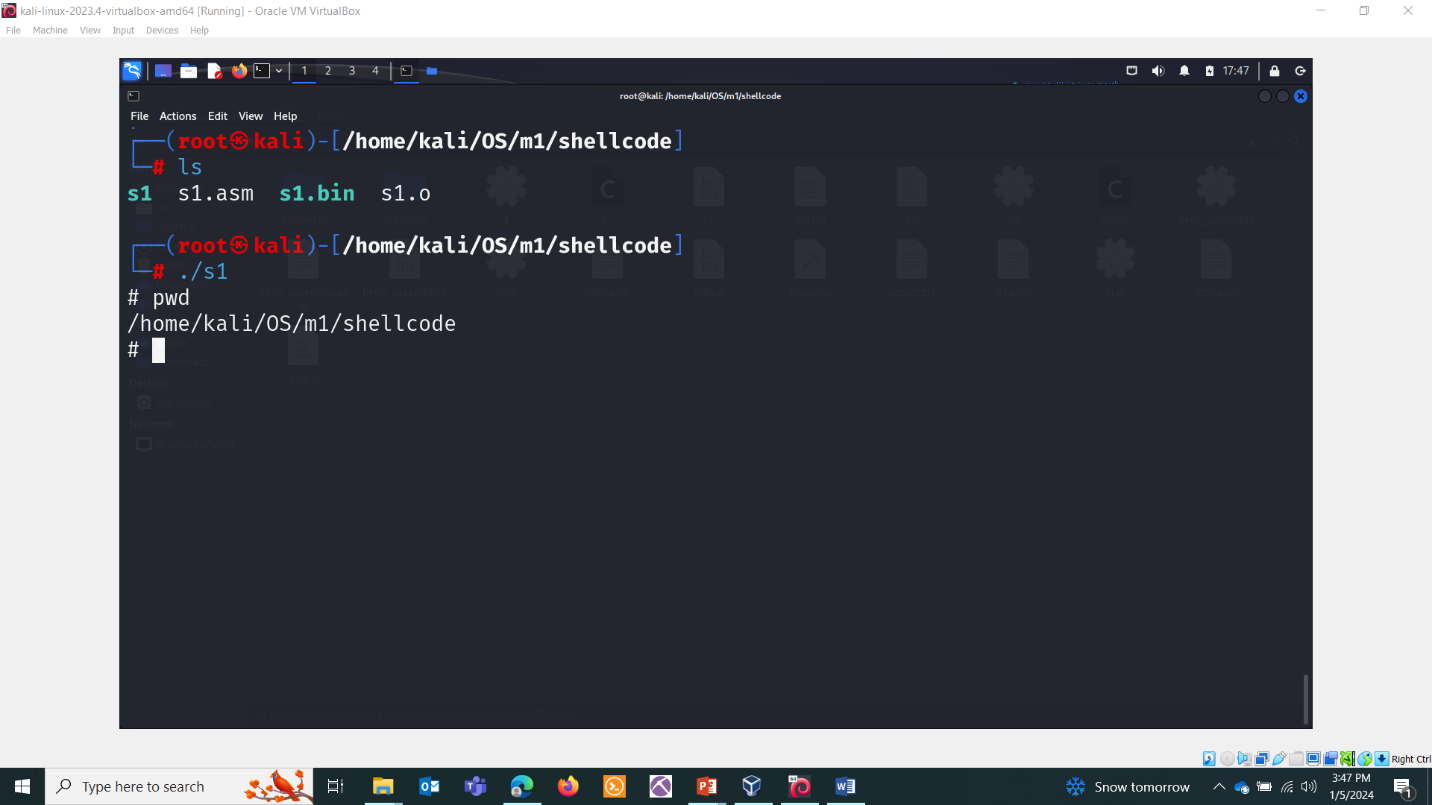 kali-linux-2023.4-virtualbox-amd64 [Running] - Oracle VM VirtualBox
File Machine View Input Devices Help
1 2 3 4 17:47
root@kali: /home/kali/OS/m1/shellcode
File Actions Edit View Help
┌──(root㉿kali)-[/home/kali/OS/m1/shellcode]
└─# ls
s1 s1.asm s1.bin s1.o
┌──(root㉿kali)-[/home/kali/OS/m1/shellcode]
└─# ./s1
# pwd
/home/kali/OS/m1/shellcode
#
Devices
Network
Right Ctrl
Type here to search
Snow tomorrow
3:47 PM
1/5/2024
1